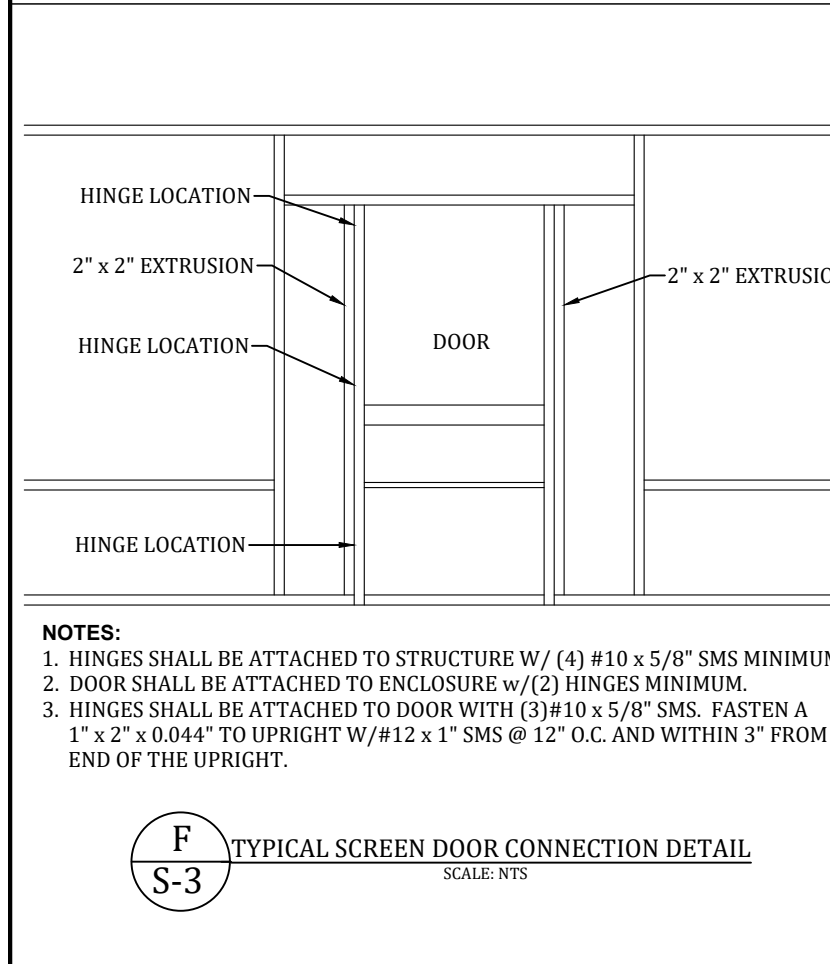 HINGE LOCATION
2" x 2" EXTRUSION
2" x 2" EXTRUSIO
HINGE LOCATION
DOOR
HINGE LOCATION
NOTES:
1. HINGES SHALL BE ATTACHED TO STRUCTURE W/ (4) #10 x 5/8" SMS MINIMUM
2. DOOR SHALL BE ATTACHED TO ENCLOSURE w/(2) HINGES MINIMUM.
3. HINGES SHALL BE ATTACHED TO DOOR WITH (3)#10 x 5/8" SMS. FASTEN A
1" x 2" x 0.044" TO UPRIGHT W/#12 x 1" SMS @ 12" O.C. AND WITHIN 3" FROM
END OF THE UPRIGHT.
F
S-3
TYPICAL SCREEN DOOR CONNECTION DETAIL
SCALE: NTS